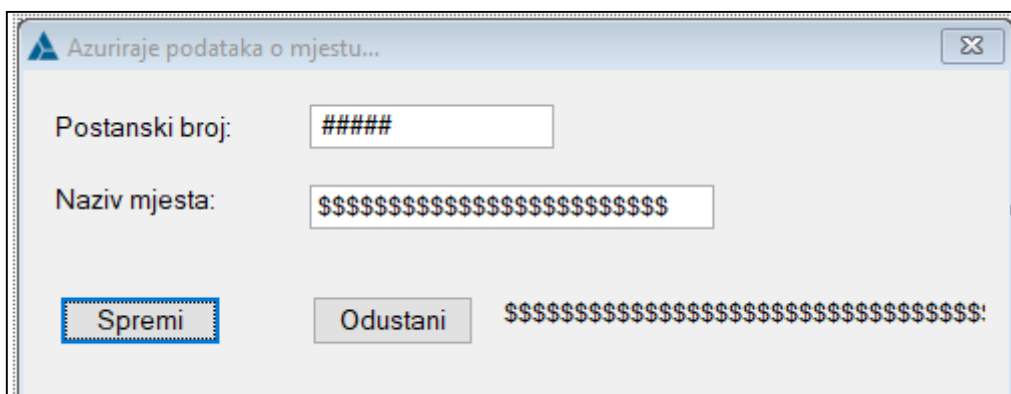 Azuriraje podataka o mjestu...
Postanski broj: #####
Naziv mjesta: $$$$$$$$$$$$$$$$$$$$$$$$$
Spremi Odustani $$$$$$$$$$$$$$$$$$$$$$$$$$$$$$$$$$